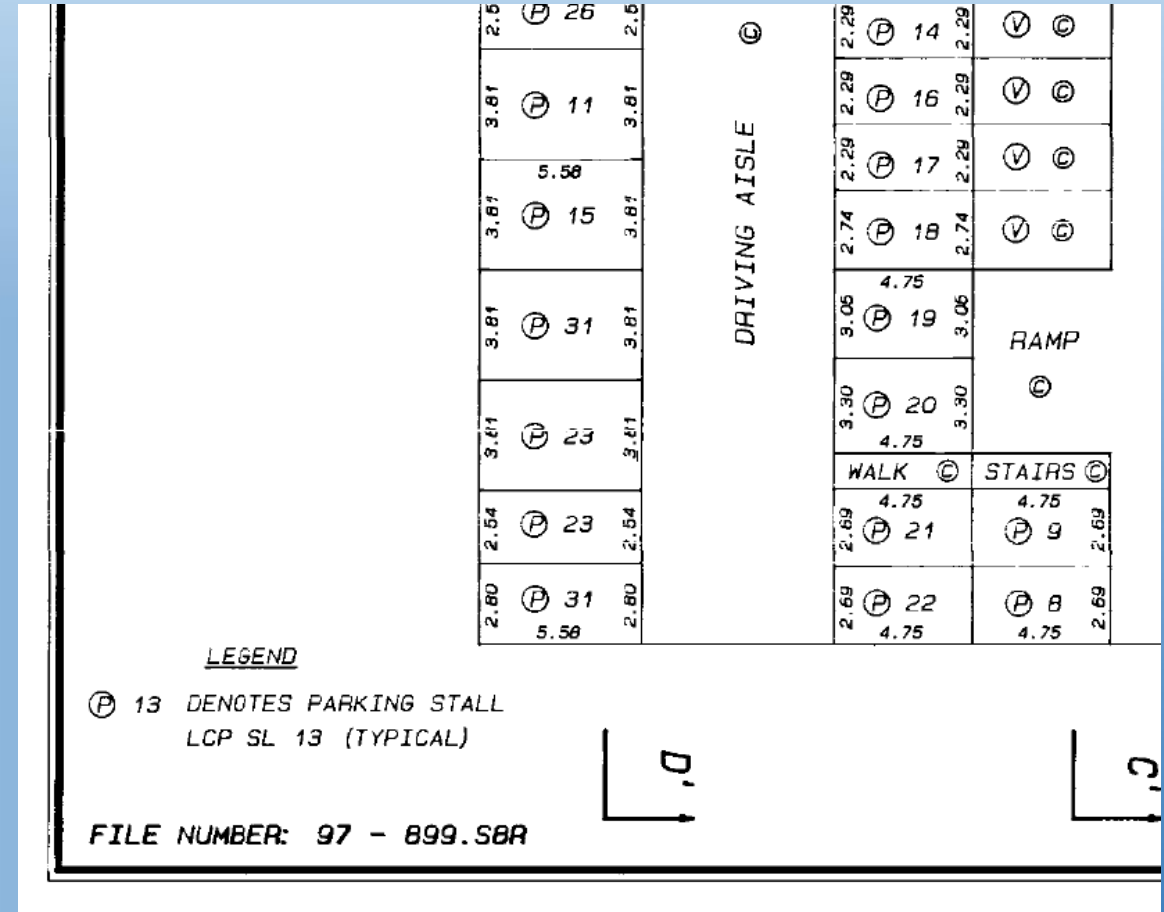 2.5 Ⓟ 26 2.5
3.81 Ⓟ 11 3.81
5.58
3.81 Ⓟ 15 3.81
3.81 Ⓟ 31 3.81
3.81 Ⓟ 23 3.81
2.54 Ⓟ 23 2.54
2.80 Ⓟ 31 2.80
5.58
©
DRIVING AISLE
2.29 Ⓟ 14 2.29 Ⓥ ©
2.29 Ⓟ 16 2.29 Ⓥ ©
2.29 Ⓟ 17 2.29 Ⓥ ©
2.74 Ⓟ 18 2.74 Ⓥ ©
4.75
3.05 Ⓟ 19 3.05
RAMP
©
3.30 Ⓟ 20 3.30
4.75
WALK © STAIRS ©
4.75 4.75
2.69 Ⓟ 21 Ⓟ 9 2.69
2.69 Ⓟ 22 Ⓟ 8 2.69
4.75 4.75
LEGEND
Ⓟ 13 DENOTES PARKING STALL
LCP SL 13 (TYPICAL)
D'
C'
FILE NUMBER: 97 - 899.SBR